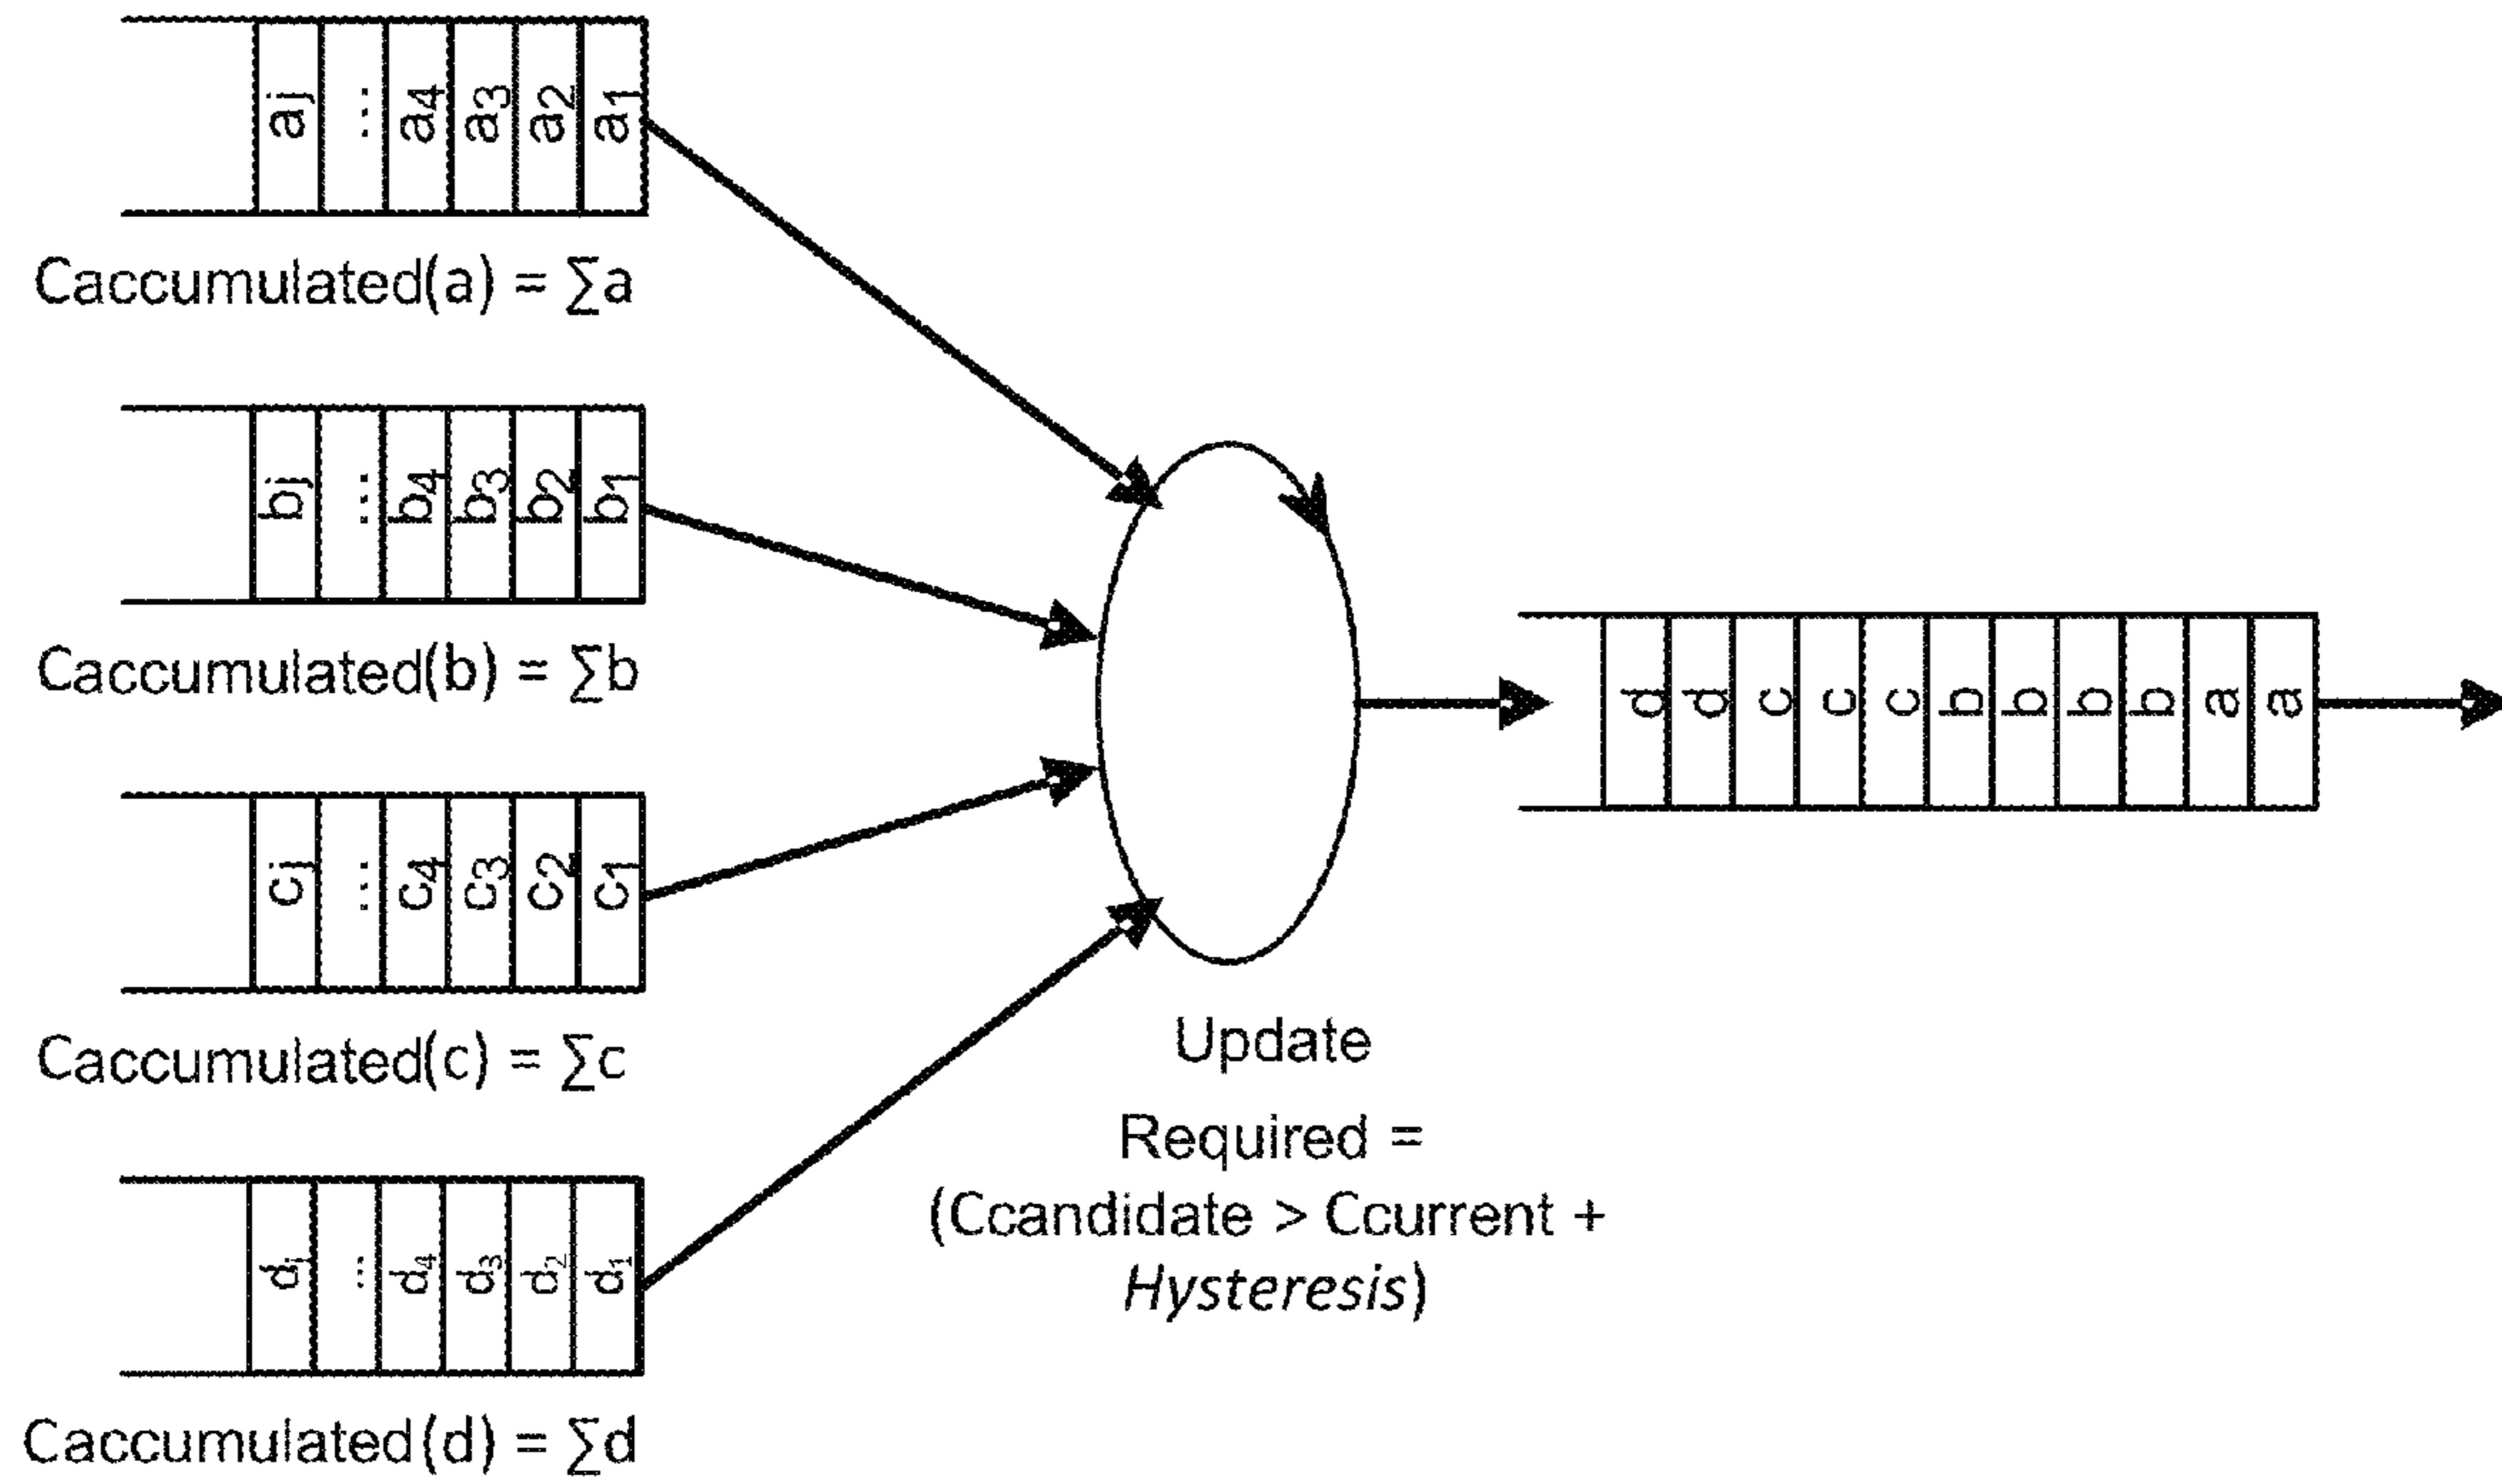 aj ... a4 a3 a2 a1
Caccumulated(a) = ∑a
bj ... b4 b3 b2 b1
Caccumulated(b) = ∑b
cj ... c4 c3 c2 c1
Caccumulated(c) = ∑c
dj ... d4 d3 d2 d1
Caccumulated(d) = ∑d
Update
Required =
(Ccandidate > Ccurrent +
Hysteresis)
d d c c c b b b b a a